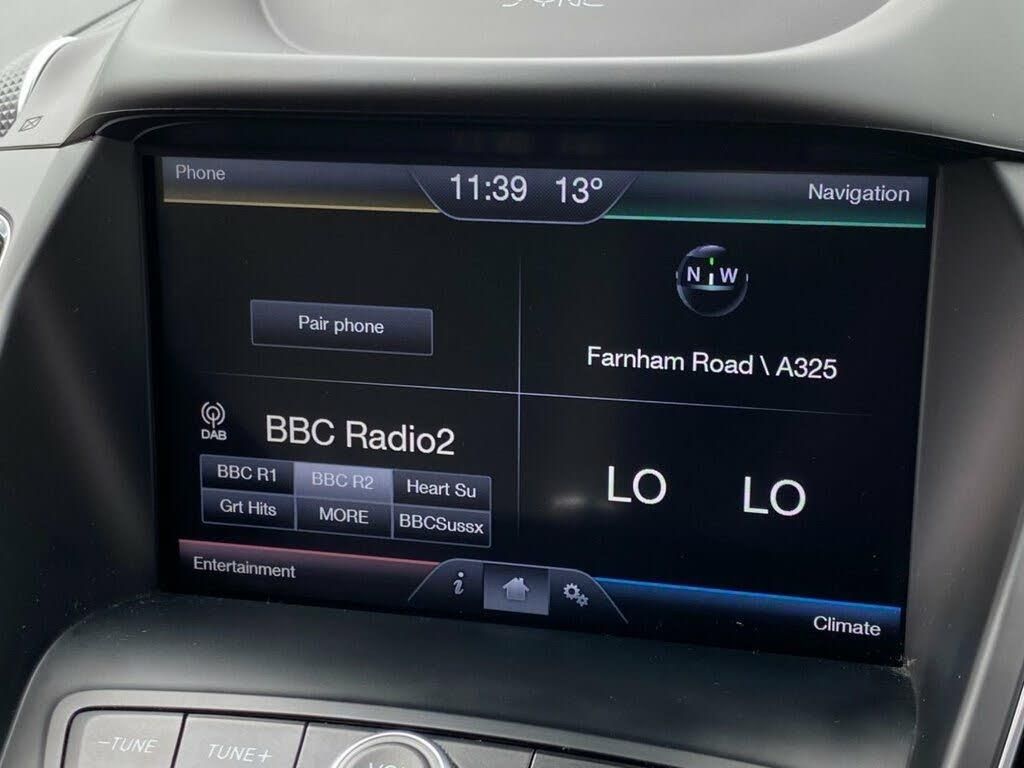 Phone
11:39 13°
Navigation
Pair phone
N W
Farnham Road \ A325
DAB
BBC Radio2
BBC R1
BBC R2
Heart Su
Grt Hits
MORE
BBCSussx
LO LO
Entertainment
i
Climate
-TUNE
TUNE+